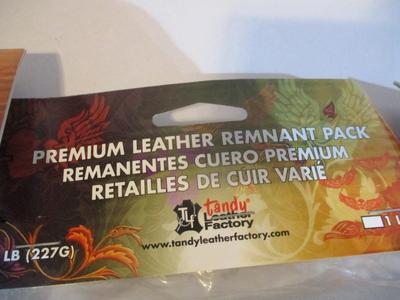 PREMIUM LEATHER REMNANT PACK
REMANENTES CUERO PREMIUM
RETAILLES DE CUIR VARIÉ
tandy
Leather
Factory
www.tandyleatherfactory.com
LB (227G)
1